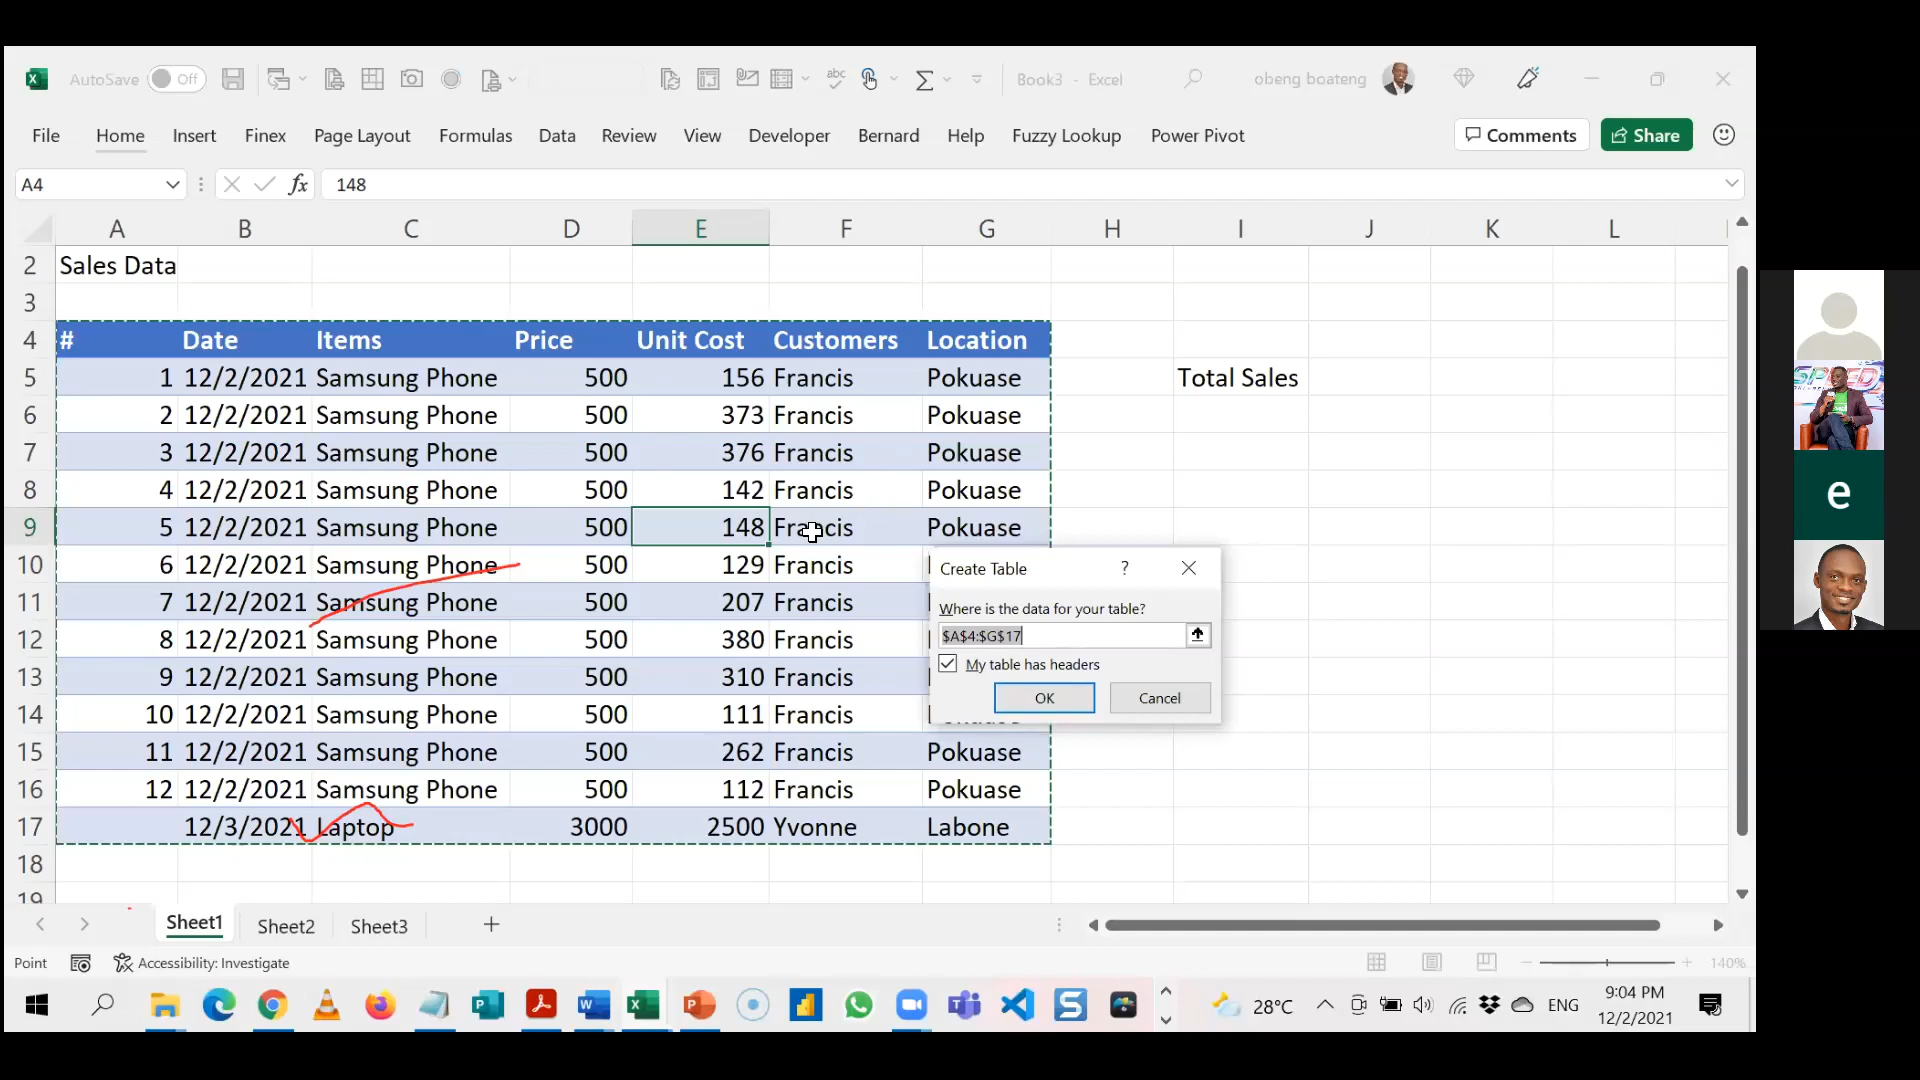 AutoSave Off abc Book3 - Excel obeng boateng
File Home Insert Finex Page Layout Formulas Data Review View Developer Bernard Help Fuzzy Lookup Power Pivot Comments Share
A4 fx 148
A B C D E F G H I J K L
2 Sales Data
3
4 # Date Items Price Unit Cost Customers Location
5 1 12/2/2021 Samsung Phone 500 156 Francis Pokuase Total Sales
6 2 12/2/2021 Samsung Phone 500 373 Francis Pokuase
7 3 12/2/2021 Samsung Phone 500 376 Francis Pokuase
8 4 12/2/2021 Samsung Phone 500 142 Francis Pokuase
9 5 12/2/2021 Samsung Phone 500 148 Francis Pokuase
10 6 12/2/2021 Samsung Phone 500 129 Francis
11 7 12/2/2021 Samsung Phone 500 207 Francis
12 8 12/2/2021 Samsung Phone 500 380 Francis
13 9 12/2/2021 Samsung Phone 500 310 Francis
14 10 12/2/2021 Samsung Phone 500 111 Francis
15 11 12/2/2021 Samsung Phone 500 262 Francis Pokuase
16 12 12/2/2021 Samsung Phone 500 112 Francis Pokuase
17 12/3/2021 Laptop 3000 2500 Yvonne Labone
18
19
Create Table ?
Where is the data for your table?
$A$4:$G$17
My table has headers
OK Cancel
Sheet1 Sheet2 Sheet3
Point Accessibility: Investigate 140%
28°C ENG 9:04 PM
12/2/2021
SPEED
e